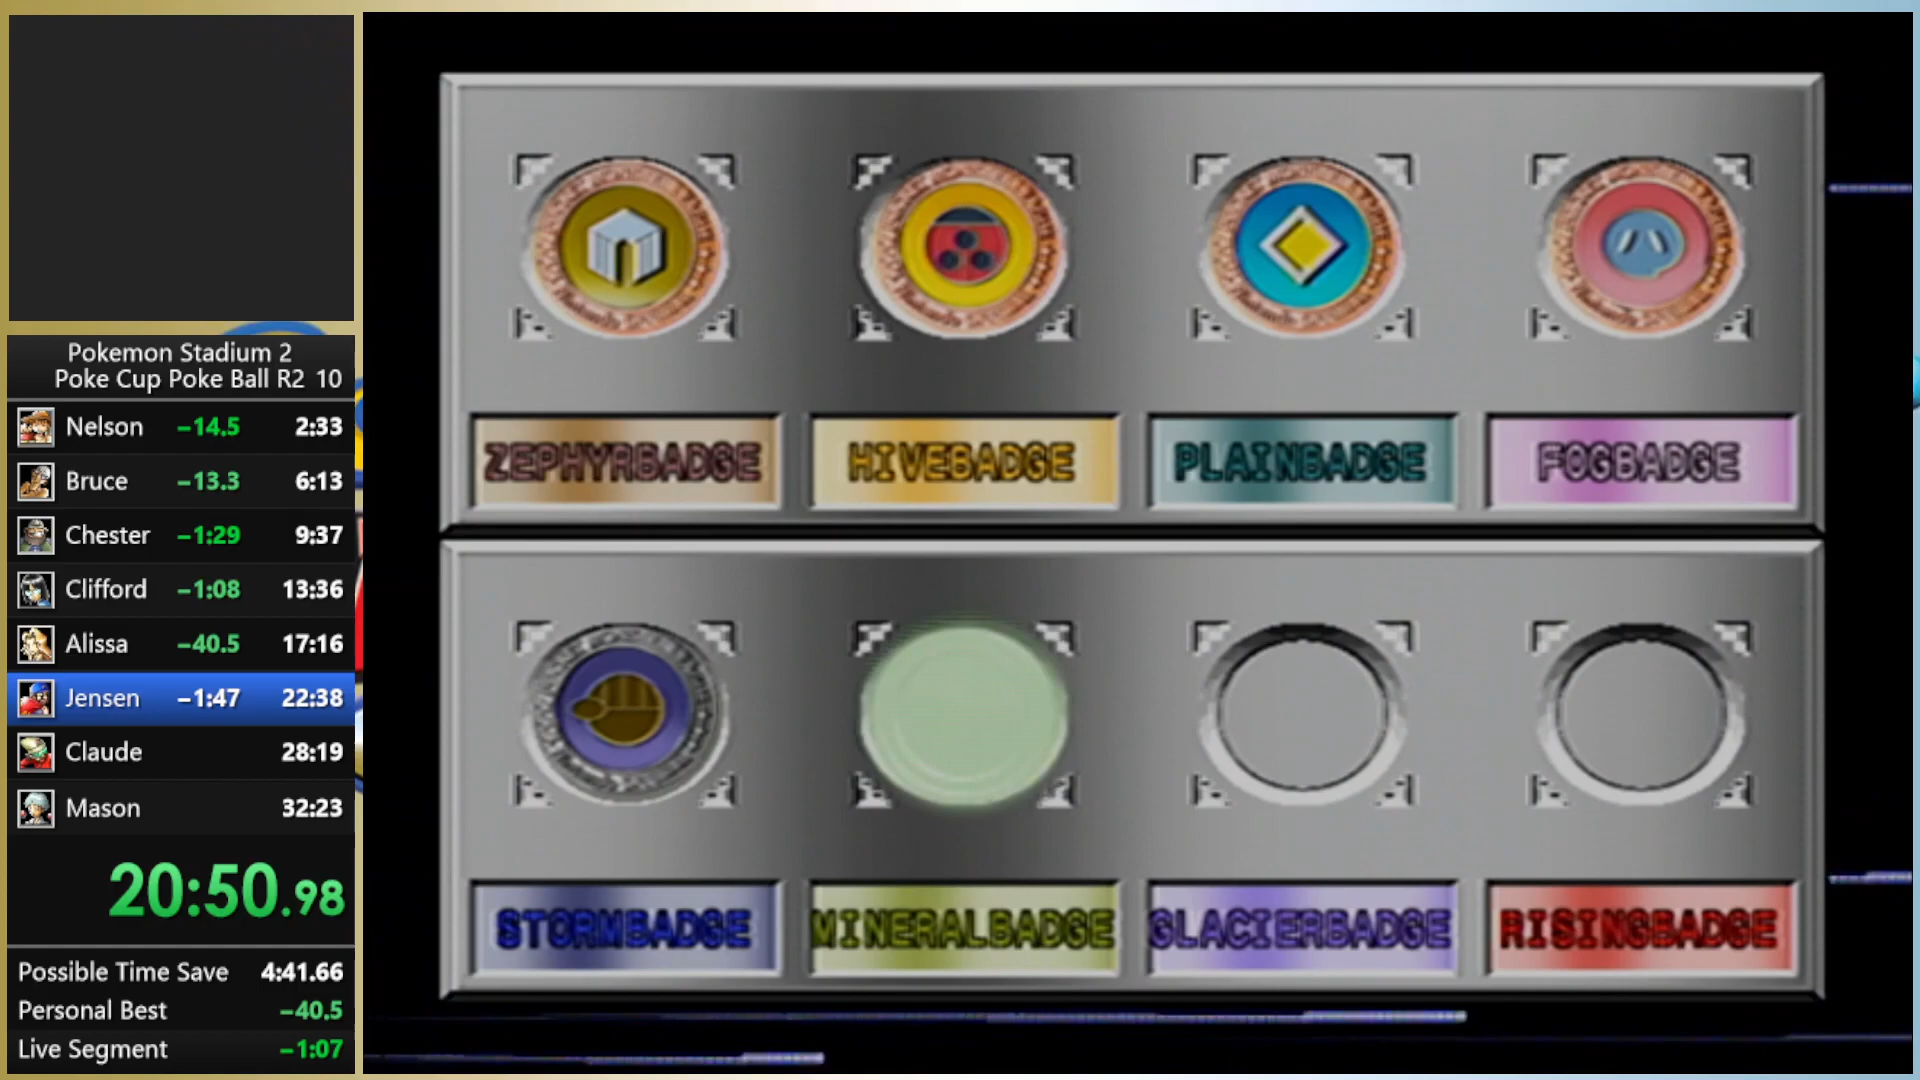 Pokemon Stadium 2
Poke Cup Poke Ball R2 10
Nelson -14.5 2:33
Bruce -13.3 6:13
Chester -1:29 9:37
Clifford -1:08 13:36
Alissa -40.5 17:16
Jensen -1:47 22:38
Claude 28:19
Mason 32:23
20:50.98
Possible Time Save 4:41.66
Personal Best -40.5
Live Segment -1:07
ZEPHYRBADGE HIVEBADGE PLAINBADGE FOGBADGE
STORMBADGE MINERALBADGE GLACIERBADGE RISINGBADGE